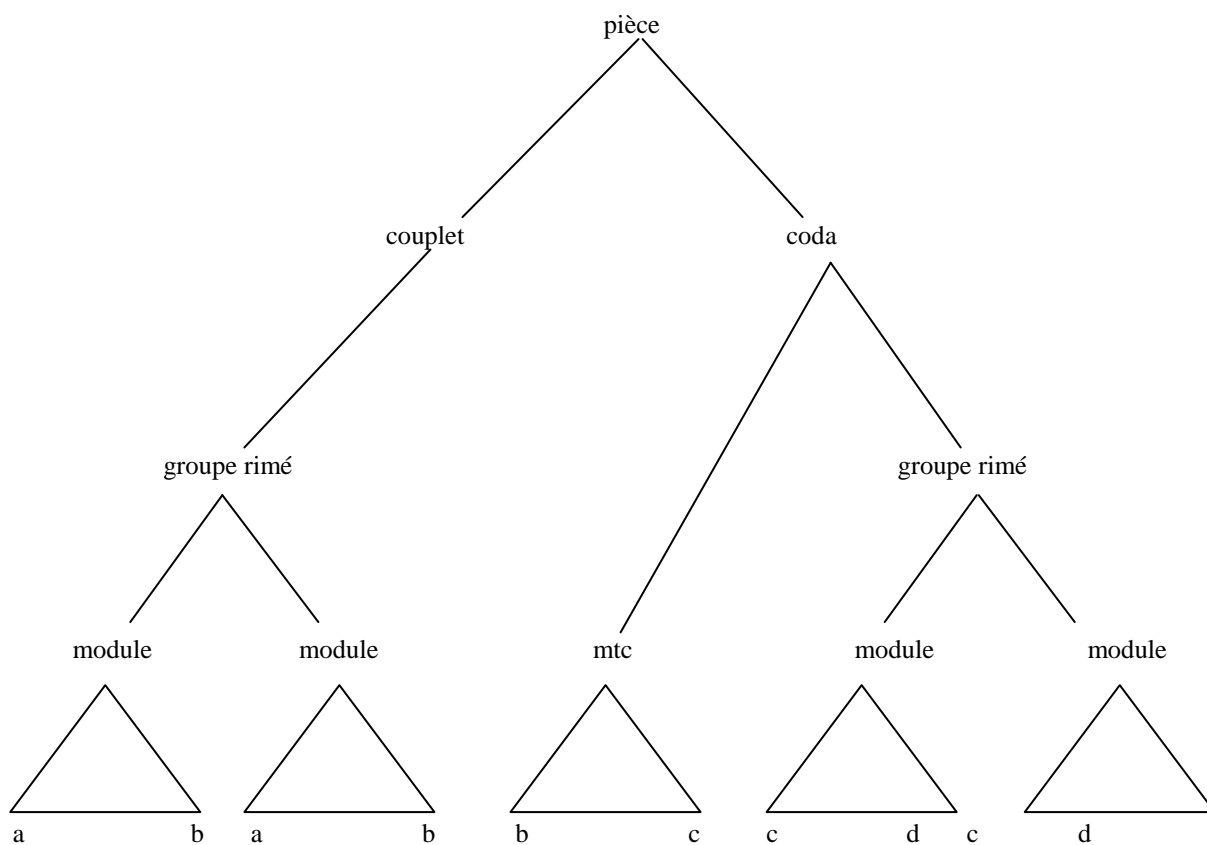 pièce
couplet coda
groupe rimé groupe rimé
module module mtc module module
a b a b b c c d c d